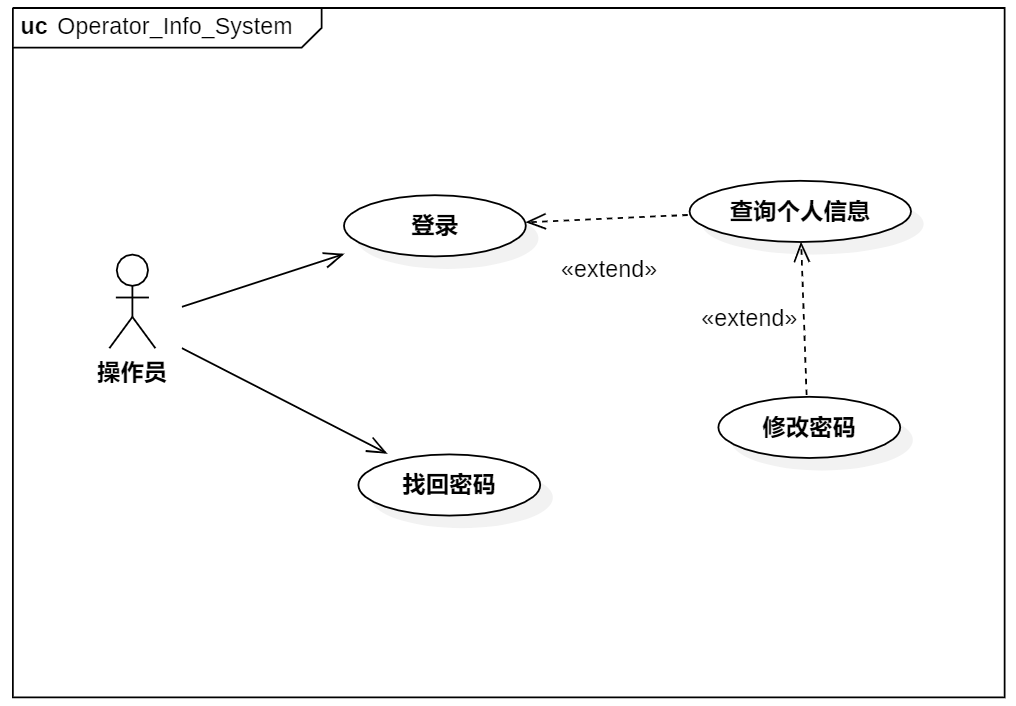 uc Operator_Info_System
登录
查询个人信息
«extend»
«extend»
操作员
修改密码
找回密码